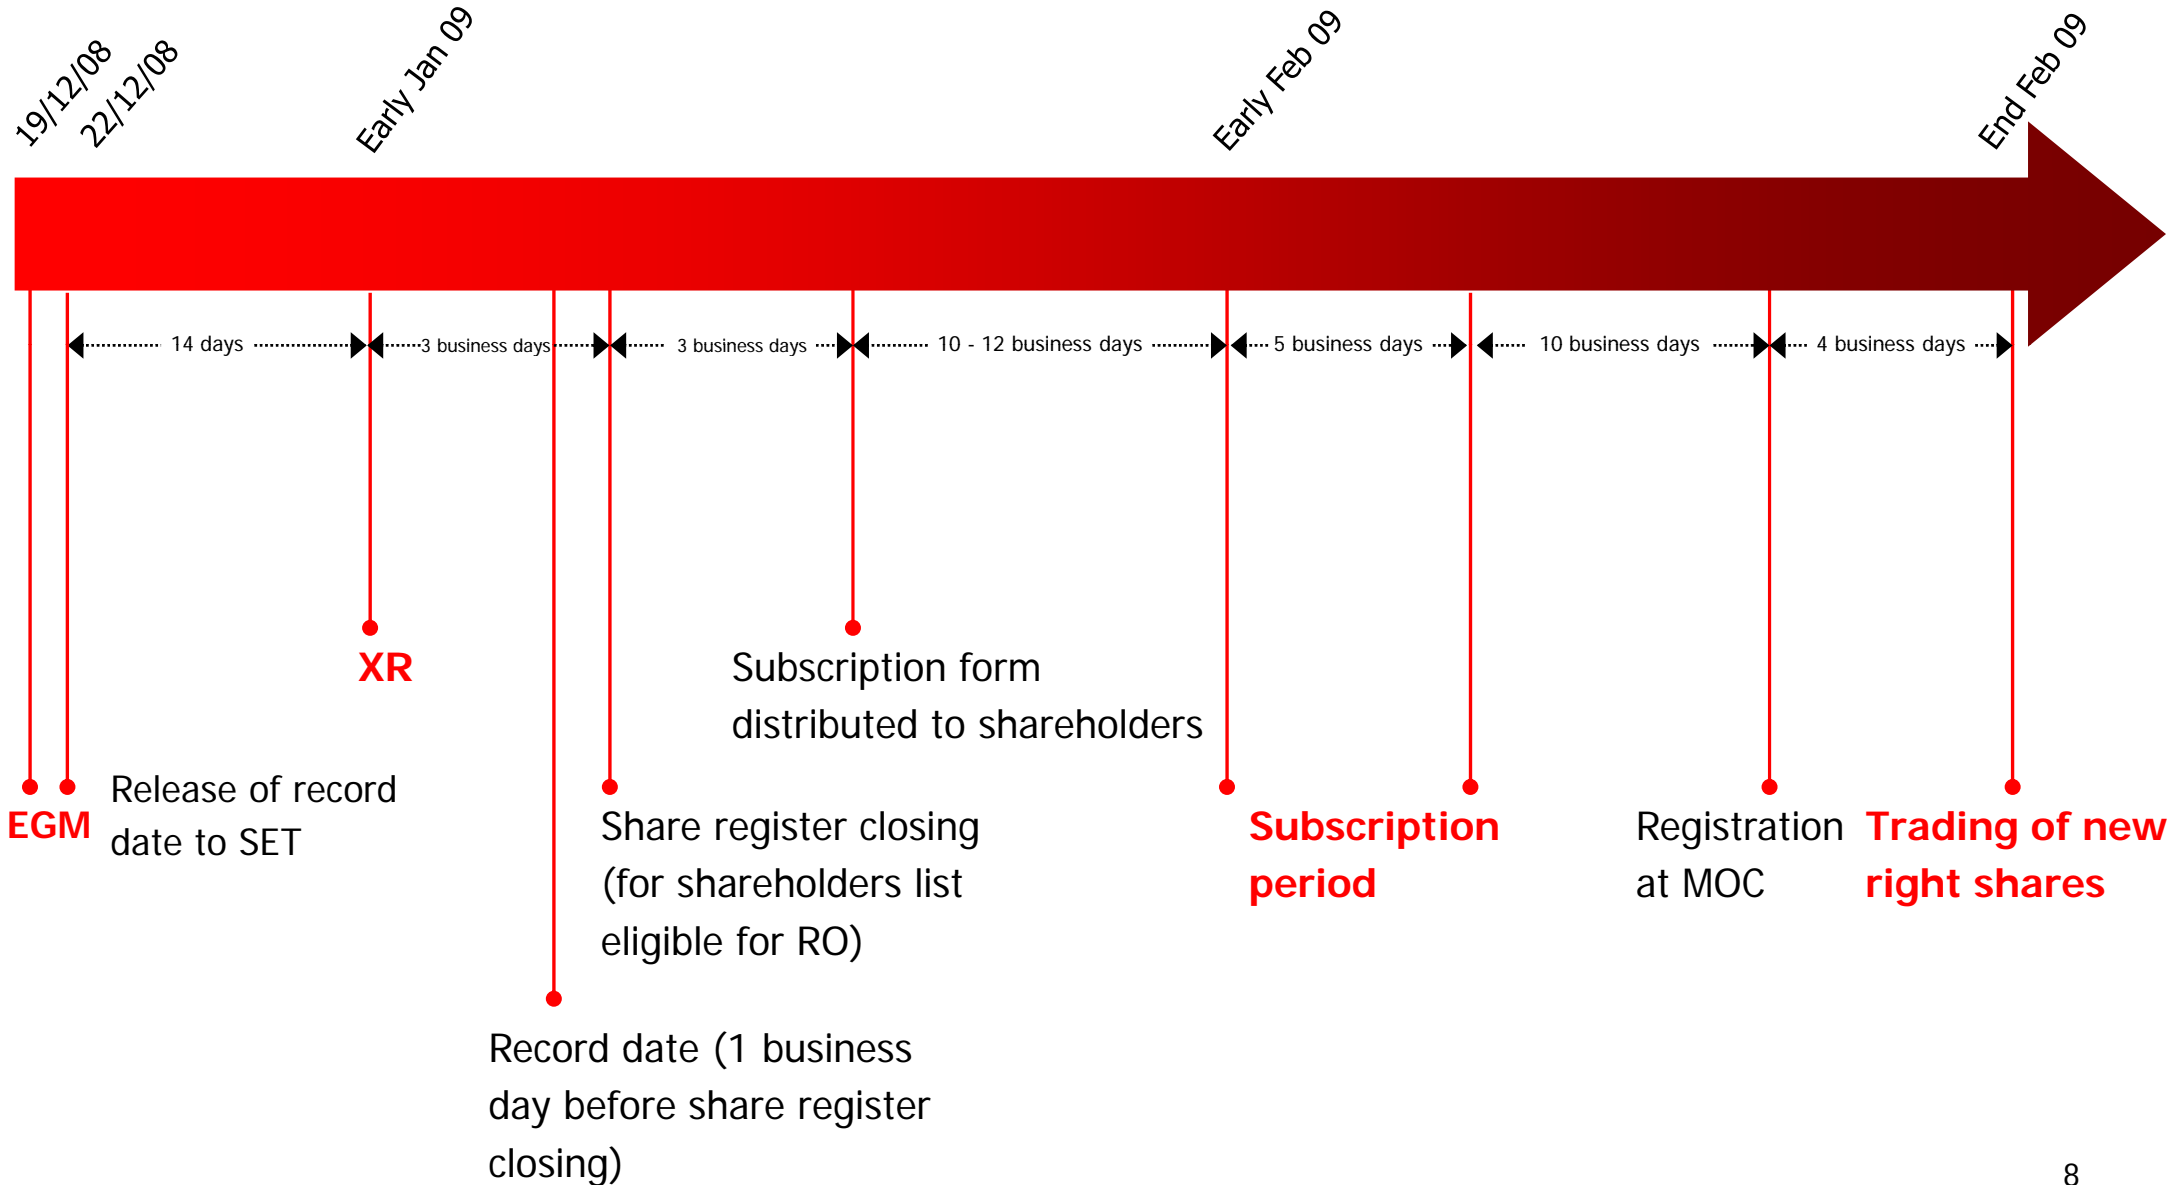 19/12/08
22/12/08
Early Jan 09
Early Feb 09
End Feb 09
14 days
3 business days
3 business days
10 - 12 business days
5 business days
10 business days
4 business days
XR
Subscription form
distributed to shareholders
EGM
Release of record
date to SET
Share register closing
(for shareholders list
eligible for RO)
Subscription
period
Registration
at MOC
Trading of new
right shares
Record date (1 business
day before share register
closing)
8